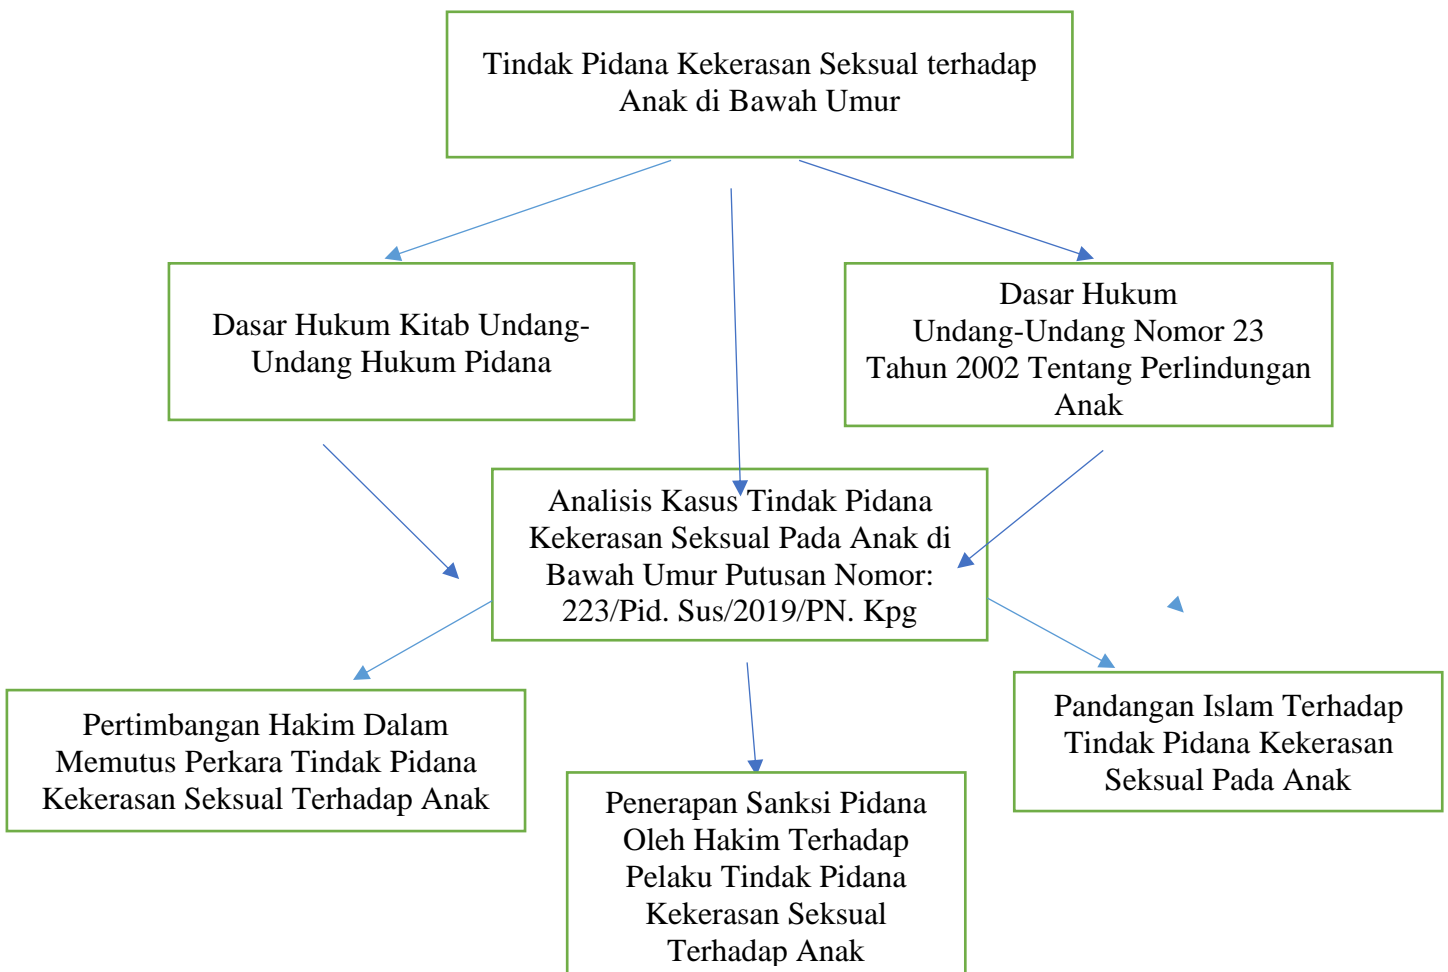 Tindak Pidana Kekerasan Seksual terhadap
Anak di Bawah Umur
Dasar Hukum Kitab Undang-
Undang Hukum Pidana
Dasar Hukum
Undang-Undang Nomor 23
Tahun 2002 Tentang Perlindungan
Anak
Analisis Kasus Tindak Pidana
Kekerasan Seksual Pada Anak di
Bawah Umur Putusan Nomor:
223/Pid. Sus/2019/PN. Kpg
Pertimbangan Hakim Dalam
Memutus Perkara Tindak Pidana
Kekerasan Seksual Terhadap Anak
Penerapan Sanksi Pidana
Oleh Hakim Terhadap
Pelaku Tindak Pidana
Kekerasan Seksual
Terhadap Anak
Pandangan Islam Terhadap
Tindak Pidana Kekerasan
Seksual Pada Anak